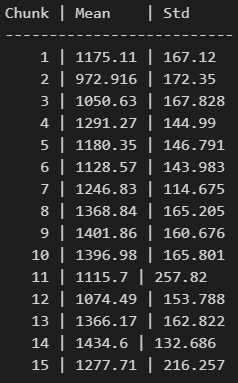 Chunk | Mean    | Std
--------------------------
    1 | 1175.11 | 167.12
    2 | 972.916 | 172.35
    3 | 1050.63 | 167.828
    4 | 1291.27 | 144.99
    5 | 1180.35 | 146.791
    6 | 1128.57 | 143.983
    7 | 1246.83 | 114.675
    8 | 1368.84 | 165.205
    9 | 1401.86 | 160.676
   10 | 1396.98 | 165.801
   11 | 1115.7 | 257.82
   12 | 1074.49 | 153.788
   13 | 1366.17 | 162.822
   14 | 1434.6 | 132.686
   15 | 1277.71 | 216.257